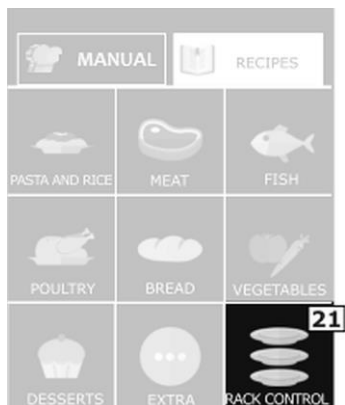 MANUAL
RECIPES
PASTA AND RICE
MEAT
FISH
POULTRY
BREAD
VEGETABLES
21
DESSERTS
EXTRA
RACK CONTROL